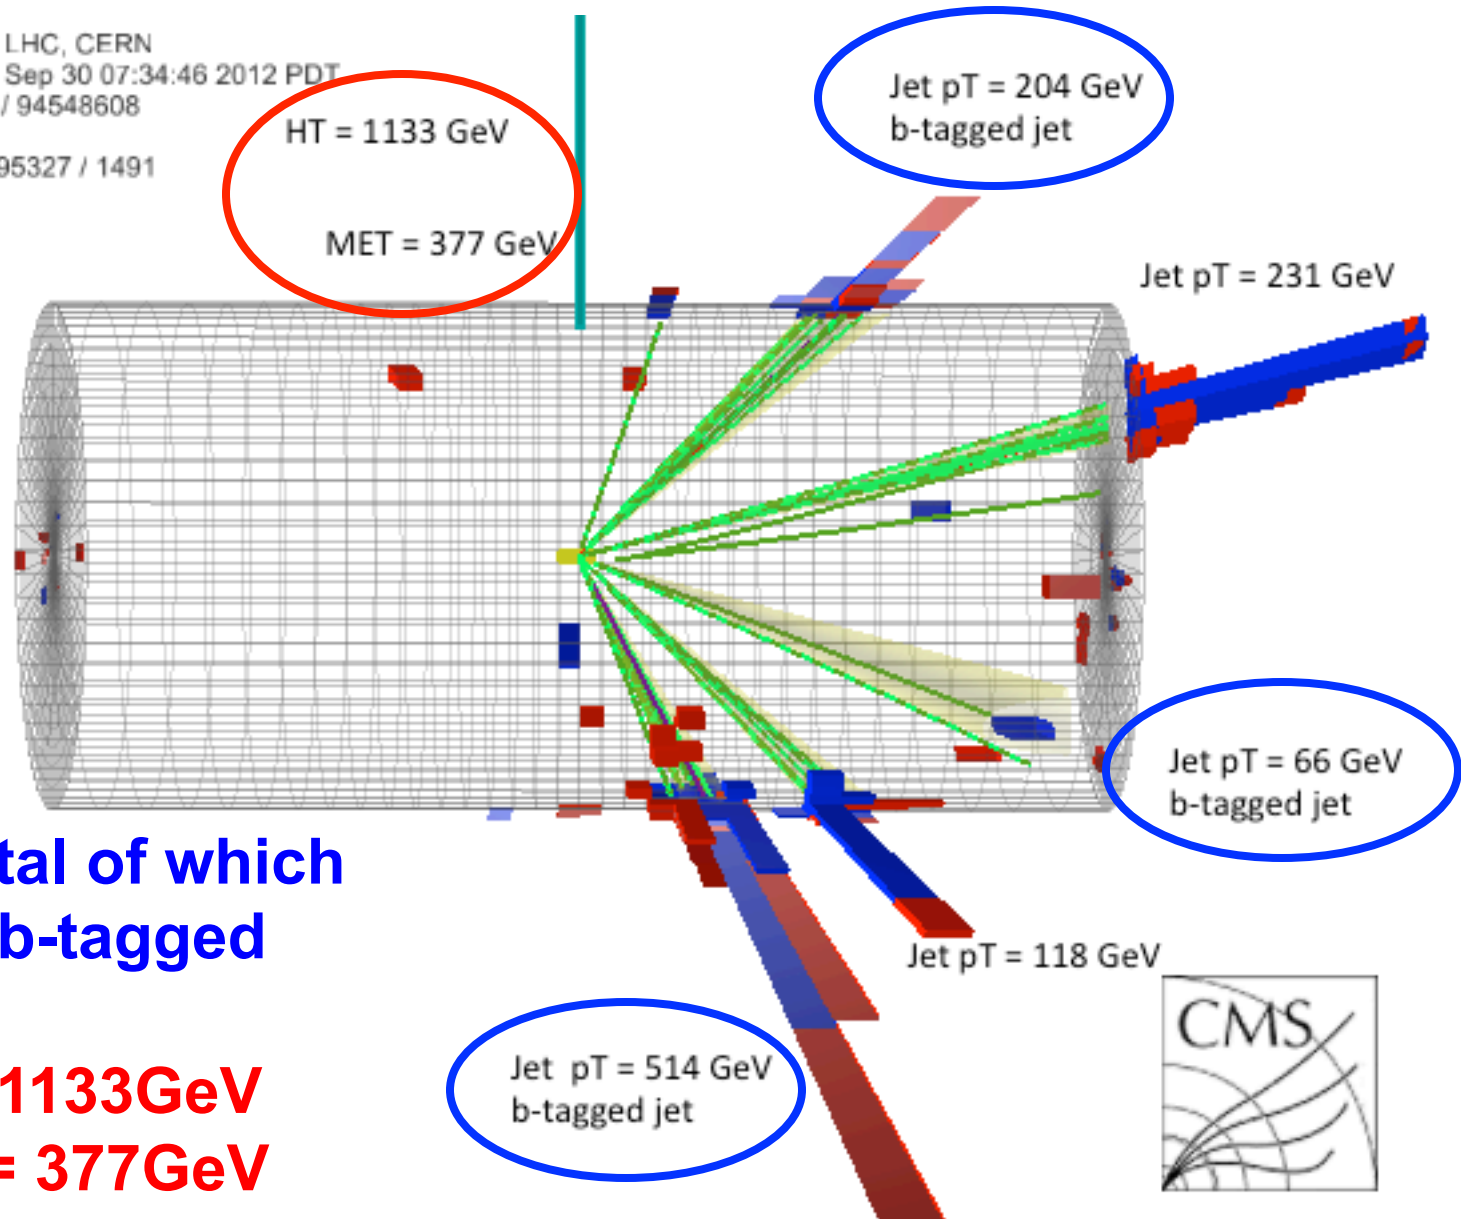 LHC, CERN
Sep 30 07:34:46 2012 PDT
/ 94548608
95327 / 1491
HT = 1133 GeV
MET = 377 GeV
Jet pT = 204 GeV
b-tagged jet
Jet pT = 231 GeV
Jet pT = 66 GeV
b-tagged jet
tal of which
b-tagged
Jet pT = 118 GeV
1133GeV
= 377GeV
Jet pT = 514 GeV
b-tagged jet
CMS